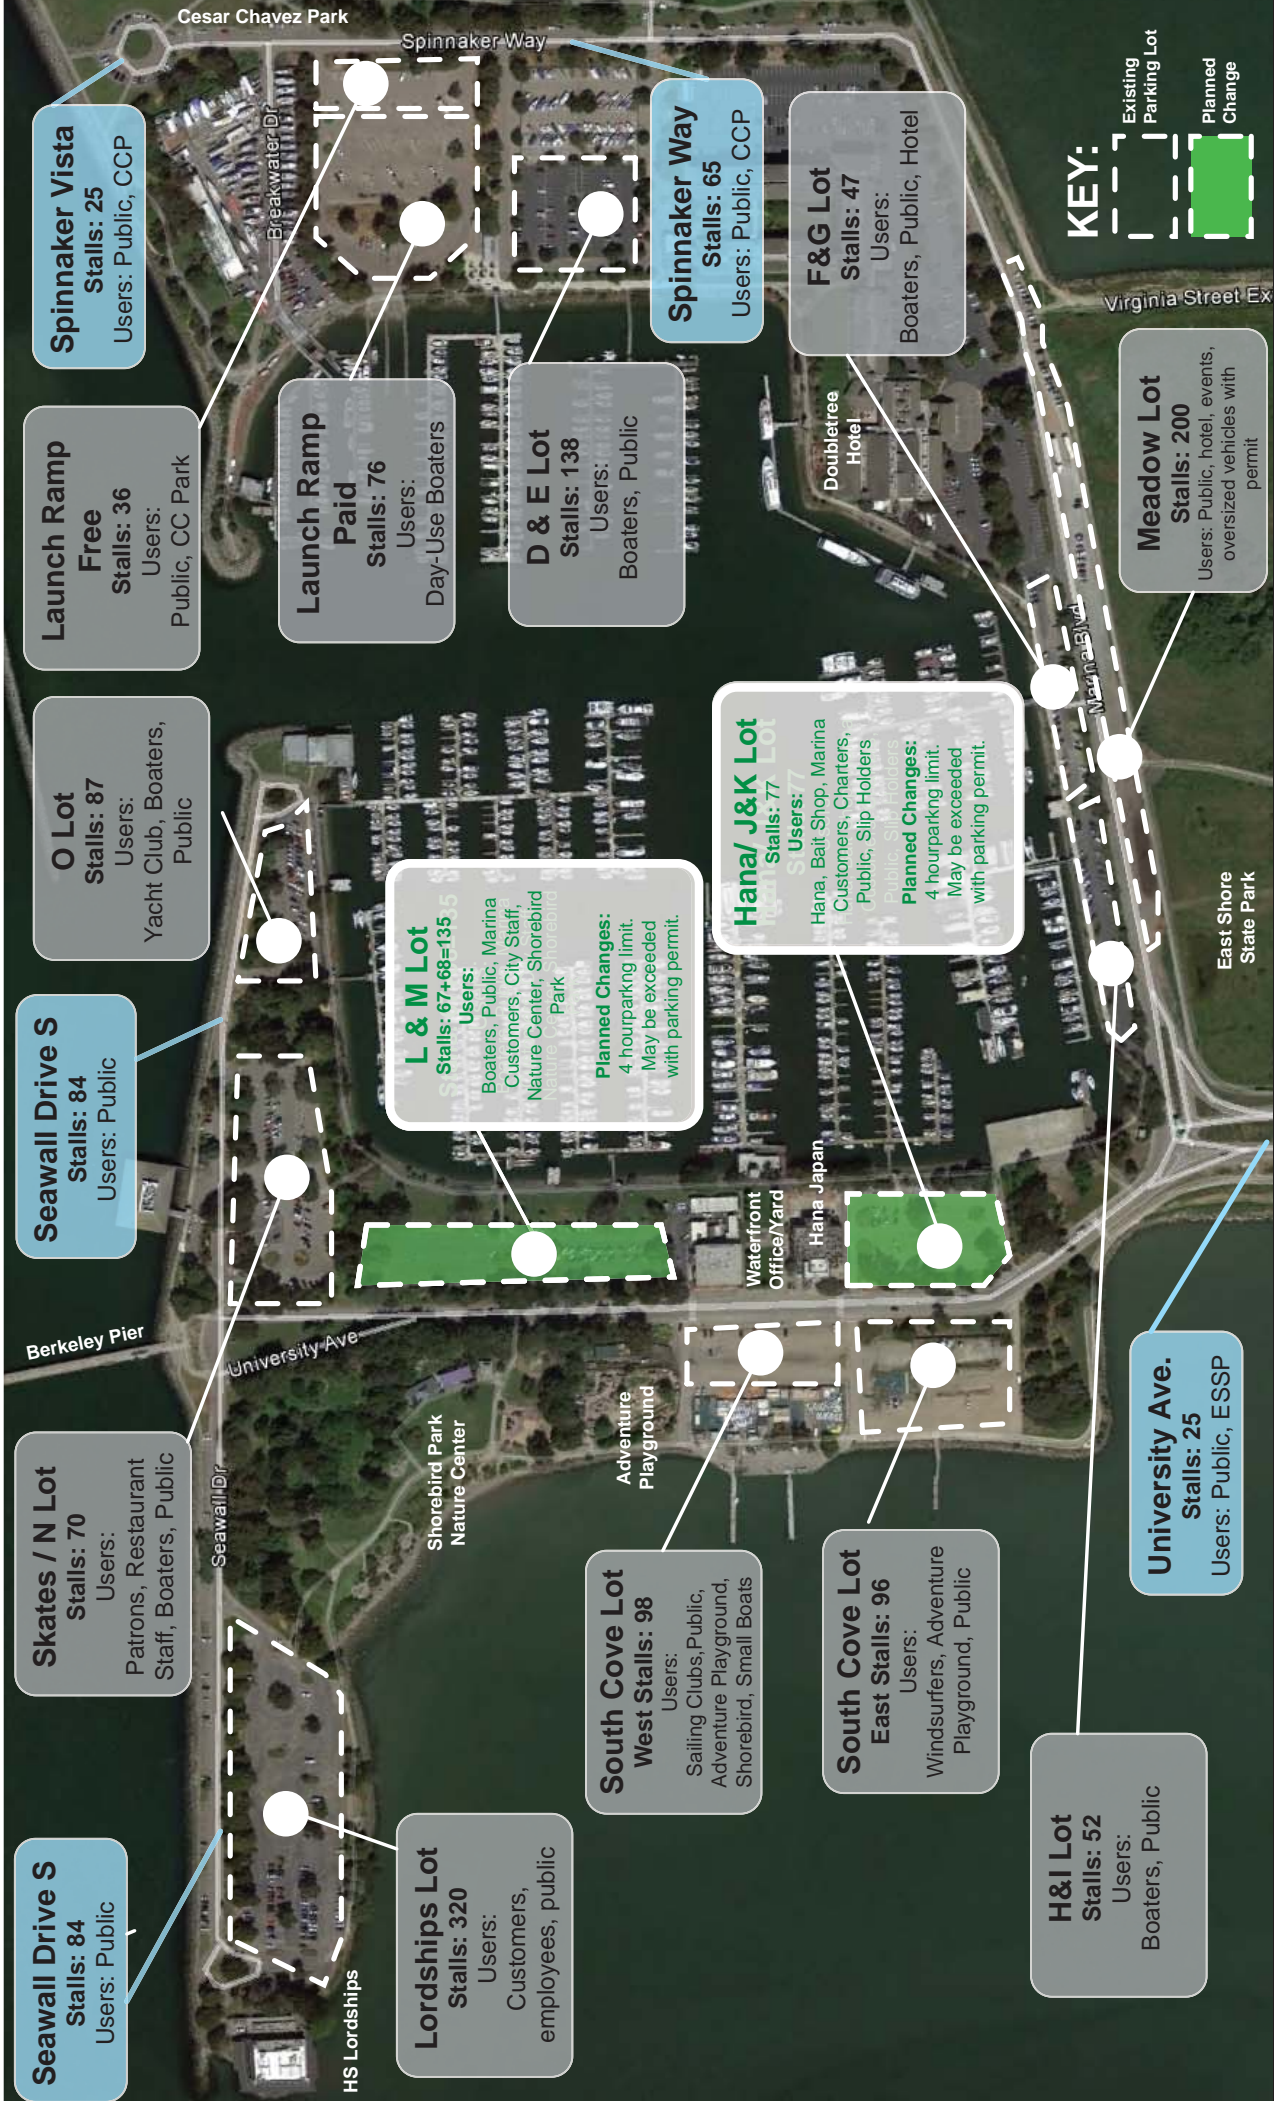 Seawall Drive S
Stalls: 84
Users: Public
Skates / N Lot
Stalls: 70
Users:
Patrons, Restaurant
Staff, Boaters, Public
Berkeley Pier
Seawall Drive S
Stalls: 84
Users: Public
O Lot
Stalls: 87
Users:
Yacht Club, Boaters,
Public
Launch Ramp
Free
Stalls: 36
Users:
Public, CC Park
Spinnaker Vista
Stalls: 25
Users: Public, CCP
Cesar Chavez Park
Seawall Dr
University Ave
Breakwater Dr
Spinnaker Way
HS Lordships
Lordships Lot
Stalls: 320
Users:
Customers,
employees, public
Shorebird Park
Nature Center
L & M Lot
Stalls: 67+68=135
Users:
Boaters, Public, Marina
Customers, City Staff,
Nature Center, Shorebird
Park
Planned Changes:
4 hourparkng limit.
May be exceeded
with parking permit.
Launch Ramp
Paid
Stalls: 76
Users:
Day-Use Boaters
D & E Lot
Stalls: 138
Users:
Boaters, Public
Spinnaker Way
Stalls: 65
Users: Public, CCP
South Cove Lot
West Stalls: 98
Users:
Sailing Clubs,Public,
Adventure Playground,
Shorebird, Small Boats
Adventure
Playground
Waterfront
Office/Yard
Hana Japan
Hana/ J&K Lot
Stalls: 77
Users:
Hana, Bait Shop, Marina
Customers, Charters,
Public, Slip Holders
Planned Changes:
4 hourparking limit.
May be exceeded
with parking permit.
Doubletree
Hotel
F&G Lot
Stalls: 47
Users:
Boaters, Public, Hotel
South Cove Lot
East Stalls: 96
Users:
Windsurfers, Adventure
Playground, Public
H&I Lot
Stalls: 52
Users:
Boaters, Public
University Ave.
Stalls: 25
Users: Public, ESSP
Marina Blvd
East Shore
State Park
Meadow Lot
Stalls: 200
Users: Public, hotel, events,
oversized vehicles with
permit
Virginia Street Ex
KEY:
Existing
Parking Lot
Planned
Change